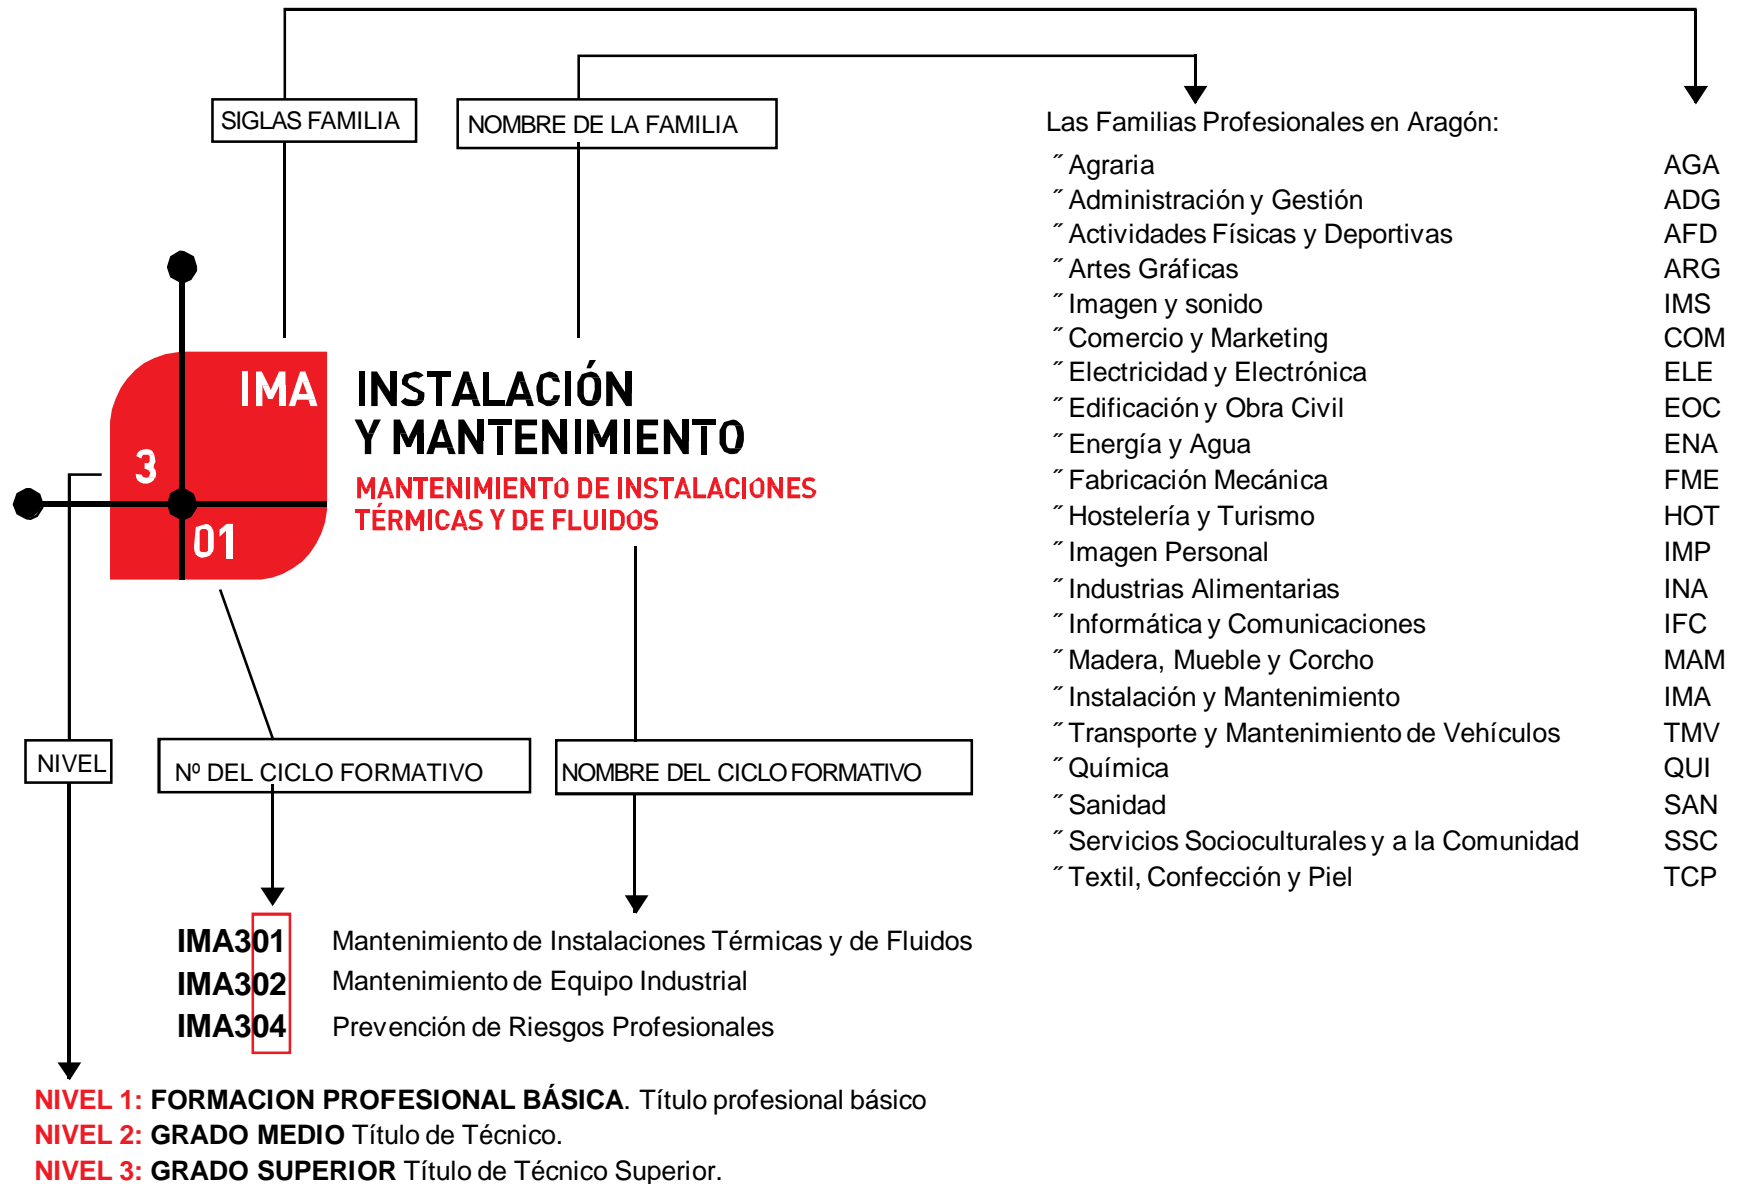 SIGLAS FAMILIA
NOMBRE DE LA FAMILIA
IMA
3
01
INSTALACIÓN
Y MANTENIMIENTO
MANTENIMIENTO DE INSTALACIONES
TÉRMICAS Y DE FLUIDOS
NIVEL
Nº DEL CICLO FORMATIVO
NOMBRE DEL CICLO FORMATIVO
IMA301 Mantenimiento de Instalaciones Térmicas y de Fluidos
IMA302 Mantenimiento de Equipo Industrial
IMA304 Prevención de Riesgos Profesionales
NIVEL 1: FORMACION PROFESIONAL BÁSICA. Título profesional básico
NIVEL 2: GRADO MEDIO Título de Técnico.
NIVEL 3: GRADO SUPERIOR Título de Técnico Superior.
Las Familias Profesionales en Aragón:
˝ Agraria AGA
˝ Administración y Gestión ADG
˝ Actividades Físicas y Deportivas AFD
˝ Artes Gráficas ARG
˝ Imagen y sonido IMS
˝ Comercio y Marketing COM
˝ Electricidad y Electrónica ELE
˝ Edificación y Obra Civil EOC
˝ Energía y Agua ENA
˝ Fabricación Mecánica FME
˝ Hostelería y Turismo HOT
˝ Imagen Personal IMP
˝ Industrias Alimentarias INA
˝ Informática y Comunicaciones IFC
˝ Madera, Mueble y Corcho MAM
˝ Instalación y Mantenimiento IMA
˝ Transporte y Mantenimiento de Vehículos TMV
˝ Química QUI
˝ Sanidad SAN
˝ Servicios Socioculturales y a la Comunidad SSC
˝ Textil, Confección y Piel TCP